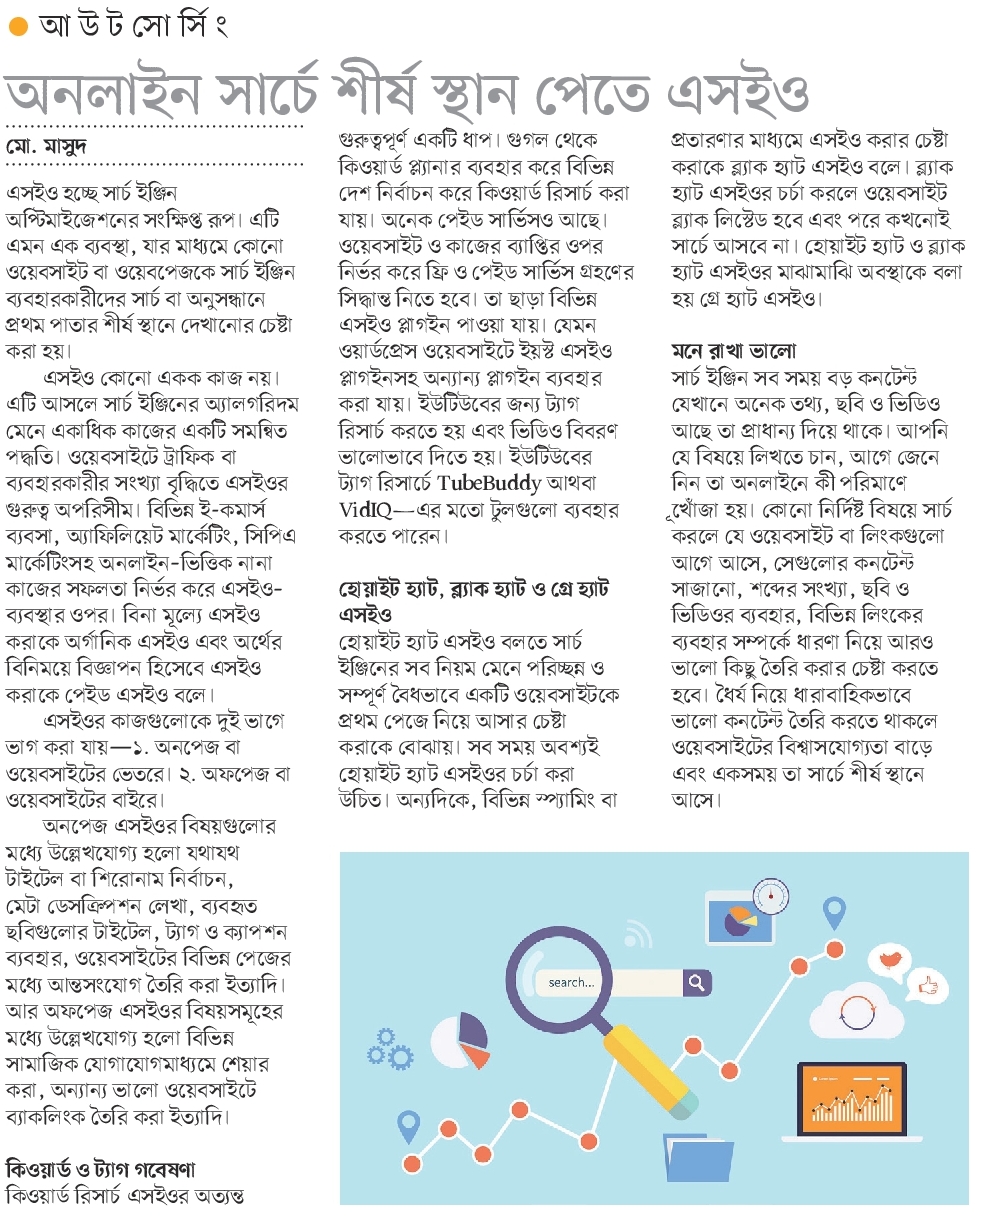 আউটসোর্সিং
অনলাইন সার্চে শীর্ষ স্থান পেতে এসইও
মো. মাসুদ
এসইও হচ্ছে সার্চ ইঞ্জিন
অপ্টিমাইজেশনের সংক্ষিপ্ত রূপ। এটি
এমন এক ব্যবস্থা, যার মাধ্যমে কোনো
ওয়েবসাইট বা ওয়েবপেজকে সার্চ ইঞ্জিন
ব্যবহারকারীদের সার্চ বা অনুসন্ধানে
প্রথম পাতার শীর্ষ স্থানে দেখানোর চেষ্টা
করা হয়।
এসইও কোনো একক কাজ নয়।
এটি আসলে সার্চ ইঞ্জিনের অ্যালগরিদম
মেনে একাধিক কাজের একটি সমন্বিত
পদ্ধতি। ওয়েবসাইটে ট্রাফিক বা
ব্যবহারকারীর সংখ্যা বৃদ্ধিতে এসইওর
গুরুত্ব অপরিসীম। বিভিন্ন ই-কমার্স
ব্যবসা, অ্যাফিলিয়েট মার্কেটিং, সিপিএ
মার্কেটিংসহ অনলাইন-ভিত্তিক নানা
কাজের সফলতা নির্ভর করে এসইও-
ব্যবস্থার ওপর। বিনা মূল্যে এসইও
করাকে অর্গানিক এসইও এবং অর্থের
বিনিময়ে বিজ্ঞাপন হিসেবে এসইও
করাকে পেইড এসইও বলে।
এসইওর কাজগুলোকে দুই ভাগে
ভাগ করা যায়—১. অনপেজ বা
ওয়েবসাইটের ভেতরে। ২. অফপেজ বা
ওয়েবসাইটের বাইরে।
অনপেজ এসইওর বিষয়গুলোর
মধ্যে উল্লেখযোগ্য হলো যথাযথ
টাইটেল বা শিরোনাম নির্বাচন,
মেটা ডেসক্রিপশন লেখা, ব্যবহৃত
ছবিগুলোর টাইটেল, ট্যাগ ও ক্যাপশন
ব্যবহার, ওয়েবসাইটের বিভিন্ন পেজের
মধ্যে আন্তসংযোগ তৈরি করা ইত্যাদি।
আর অফপেজ এসইওর বিষয়সমূহের
মধ্যে উল্লেখযোগ্য হলো বিভিন্ন
সামাজিক যোগাযোগমাধ্যমে শেয়ার
করা, অন্যান্য ভালো ওয়েবসাইটে
ব্যাকলিংক তৈরি করা ইত্যাদি।
কিওয়ার্ড ও ট্যাগ গবেষণা
কিওয়ার্ড রিসার্চ এসইওর অত্যন্ত
গুরুত্বপূর্ণ একটি ধাপ। গুগল থেকে
কিওয়ার্ড প্ল্যানার ব্যবহার করে বিভিন্ন
দেশ নির্বাচন করে কিওয়ার্ড রিসার্চ করা
যায়। অনেক পেইড সার্ভিসও আছে।
ওয়েবসাইট ও কাজের ব্যাপ্তির ওপর
নির্ভর করে ফ্রি ও পেইড সার্ভিস গ্রহণের
সিদ্ধান্ত নিতে হবে। তা ছাড়া বিভিন্ন
এসইও প্লাগইন পাওয়া যায়। যেমন
ওয়ার্ডপ্রেস ওয়েবসাইটে ইয়স্ট এসইও
প্লাগইনসহ অন্যান্য প্লাগইন ব্যবহার
করা যায়। ইউটিউবের জন্য ট্যাগ
রিসার্চ করতে হয় এবং ভিডিও বিবরণ
ভালোভাবে দিতে হয়। ইউটিউবের
ট্যাগ রিসার্চে TubeBuddy আথবা
VidIQ—এর মতো টুলগুলো ব্যবহার
করতে পারেন।
হোয়াইট হ্যাট, ব্ল্যাক হ্যাট ও গ্রে হ্যাট
এসইও
হোয়াইট হ্যাট এসইও বলতে সার্চ
ইঞ্জিনের সব নিয়ম মেনে পরিচ্ছন্ন ও
সম্পূর্ণ বৈধভাবে একটি ওয়েবসাইটকে
প্রথম পেজে নিয়ে আসার চেষ্টা
করাকে বোঝায়। সব সময় অবশ্যই
হোয়াইট হ্যাট এসইওর চর্চা করা
উচিত। অন্যদিকে, বিভিন্ন স্প্যামিং বা
প্রতারণার মাধ্যমে এসইও করার চেষ্টা
করাকে ব্ল্যাক হ্যাট এসইও বলে। ব্ল্যাক
হ্যাট এসইওর চর্চা করলে ওয়েবসাইট
ব্ল্যাক লিস্টেড হবে এবং পরে কখনোই
সার্চে আসবে না। হোয়াইট হ্যাট ও ব্ল্যাক
হ্যাট এসইওর মাঝামাঝি অবস্থাকে বলা
হয় গ্রে হ্যাট এসইও।
মনে রাখা ভালো
সার্চ ইঞ্জিন সব সময় বড় কনটেন্ট
যেখানে অনেক তথ্য, ছবি ও ভিডিও
আছে তা প্রাধান্য দিয়ে থাকে। আপনি
যে বিষয়ে লিখতে চান, আগে জেনে
নিন তা অনলাইনে কী পরিমাণে
খোঁজা হয়। কোনো নির্দিষ্ট বিষয়ে সার্চ
করলে যে ওয়েবসাইট বা লিংকগুলো
আগে আসে, সেগুলোর কনটেন্ট
সাজানো, শব্দের সংখ্যা, ছবি ও
ভিডিওর ব্যবহার, বিভিন্ন লিংকের
ব্যবহার সম্পর্কে ধারণা নিয়ে আরও
ভালো কিছু তৈরি করার চেষ্টা করতে
হবে। ধৈর্য নিয়ে ধারাবাহিকভাবে
ভালো কনটেন্ট তৈরি করতে থাকলে
ওয়েবসাইটের বিশ্বাসযোগ্যতা বাড়ে
এবং একসময় তা সার্চে শীর্ষ স্থানে
আসে।
search...